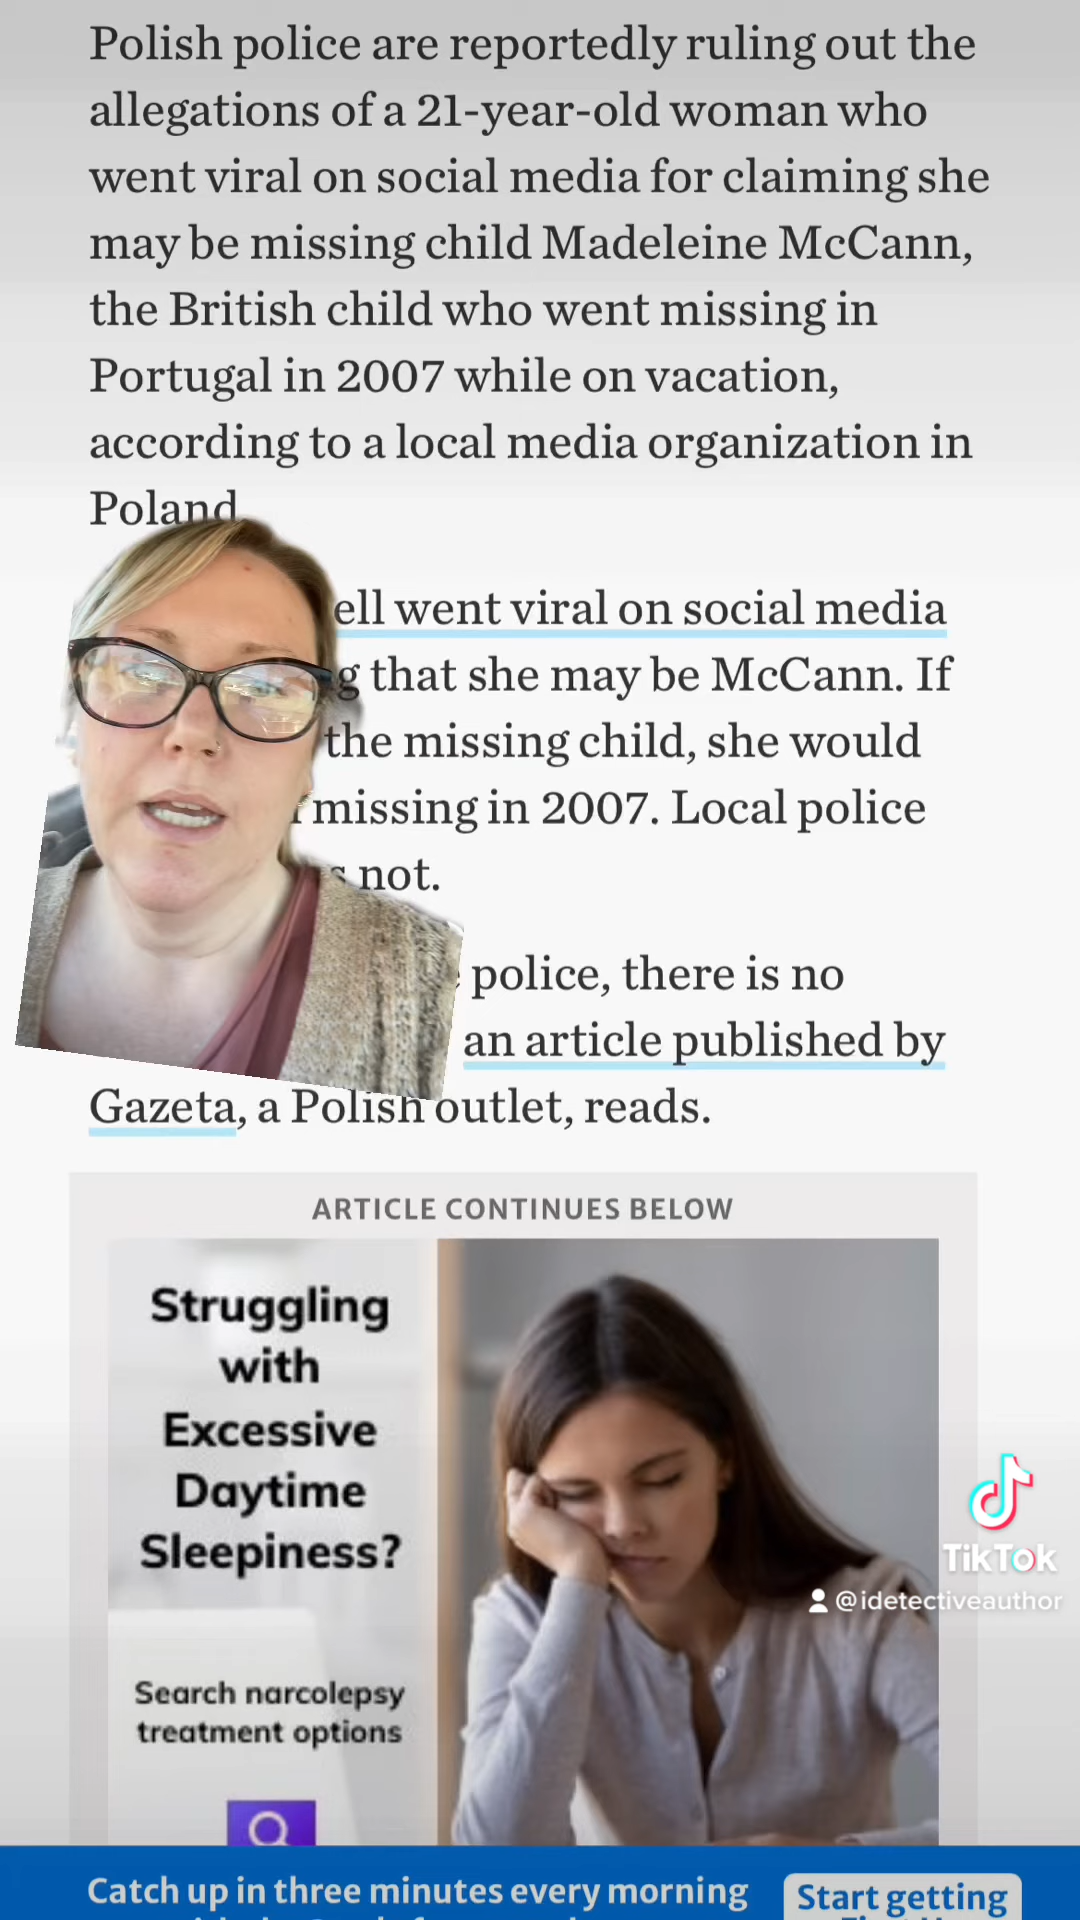 Polish police are reportedly ruling out the
allegations of a 21-year-old woman who
went viral on social media for claiming she
may be missing child Madeleine McCann,
the British child who went missing in
Portugal in 2007 while on vacation,
according to a local media organization in
Poland
ell went viral on social media
g that she may be McCann. If
the missing child, she would
missing in 2007. Local police
not.
police, there is no
an article published by
Gazeta, a Polish outlet, reads.
ARTICLE CONTINUES BELOW
Struggling
with
Excessive
Daytime
Sleepiness?
Search narcolepsy
treatment options
TikTok
@idetectiveauthor
Catch up in three minutes every morning
Start getting